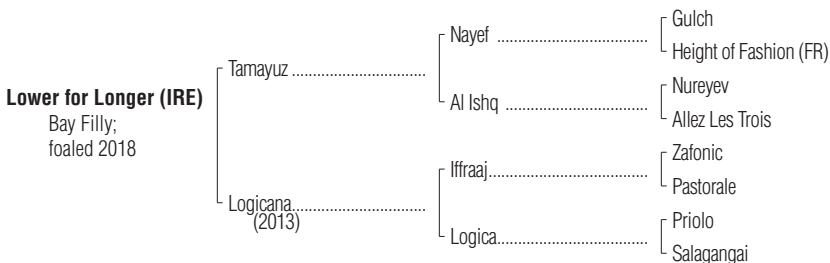 Gulch
Nayef ....................................
Height of Fashion (FR)
Tamayuz ................................
Lower for Longer (IRE)
Nureyev
Bay Filly;
Al Ishq ..................................
Allez Les Trois
foaled 2018
Zafonic
Iffraaj......................................
Pastorale
Logicana................................
(2013)
Priolo
Logica....................................
Salagangai